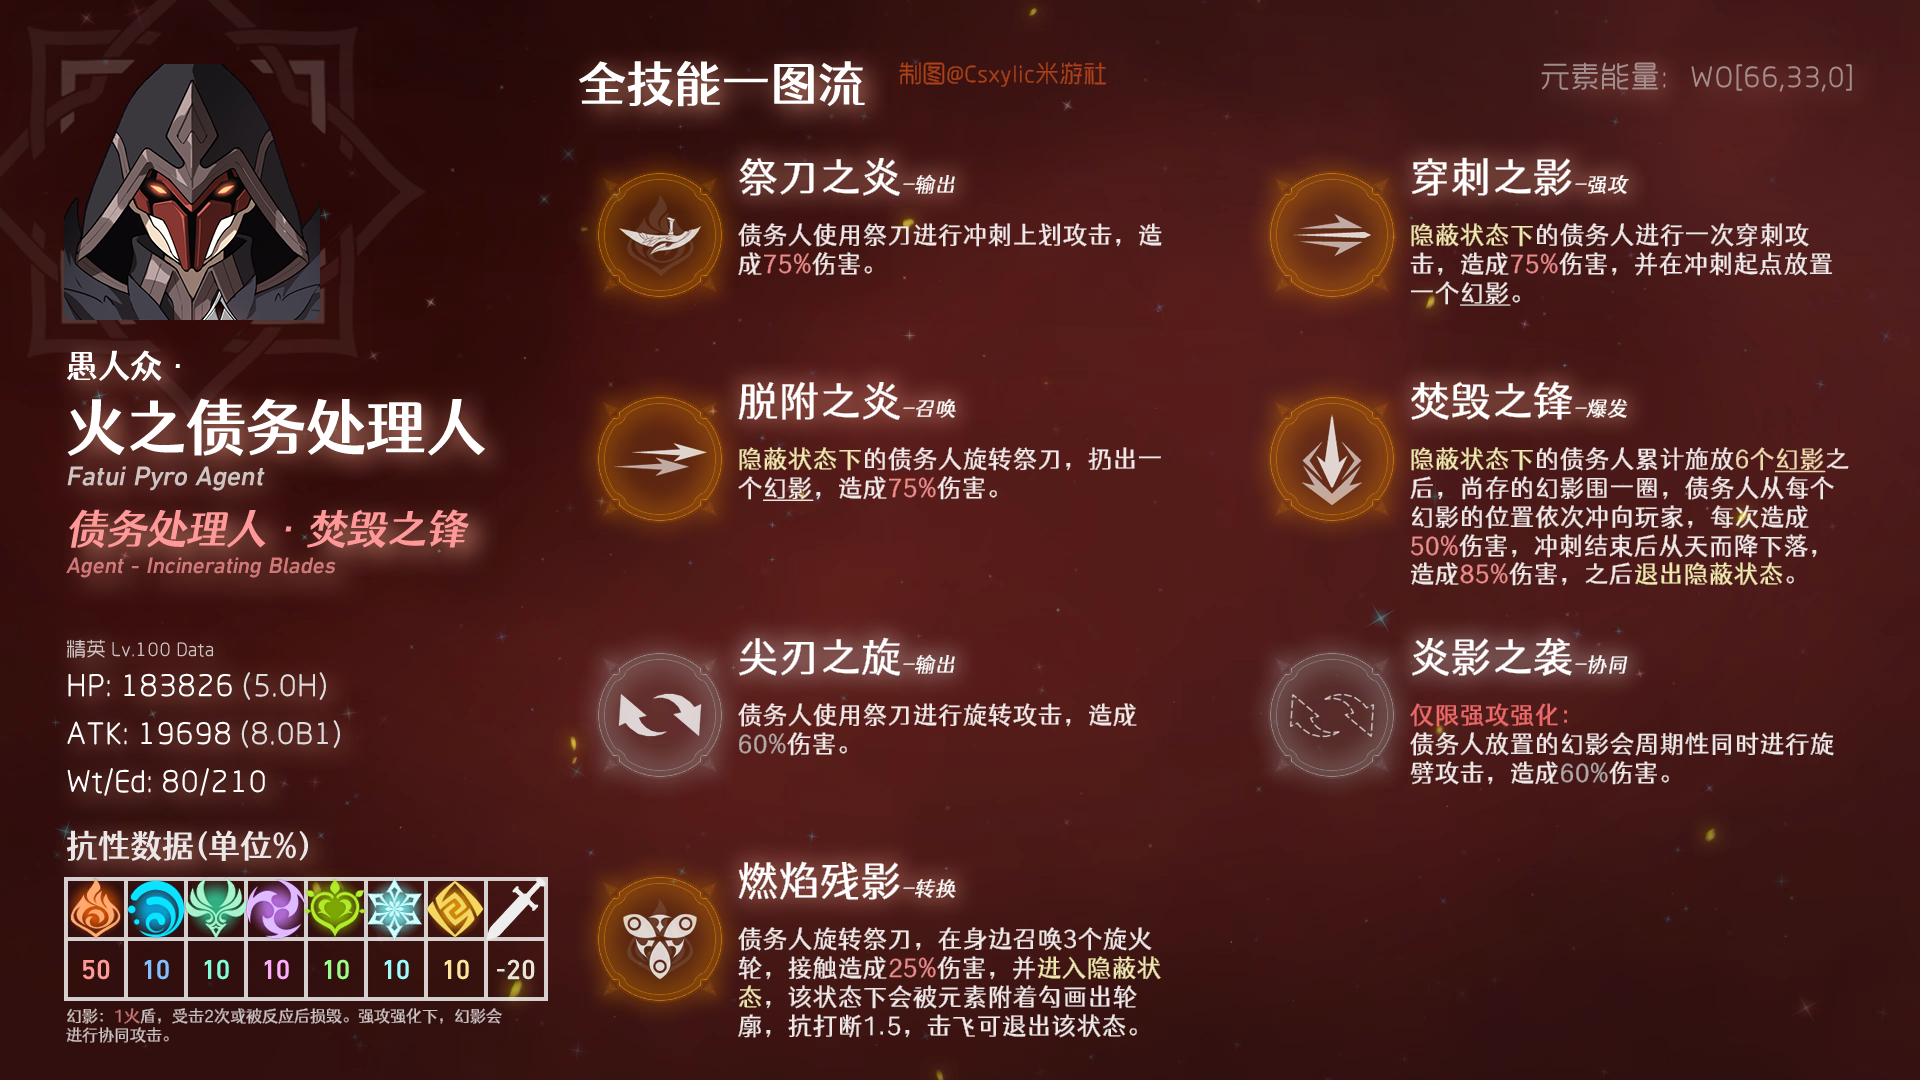 全技能一图流
制图@Csxylic米游社
元素能量： W0[66,33,0]
愚人众 ·
火之债务处理人
Fatui Pyro Agent
债务处理人 · 焚毁之锋
Agent - Incinerating Blades
精英 Lv.100 Data
HP: 183826 (5.0H)
ATK: 19698 (8.0B1)
Wt/Ed: 80/210
抗性数据(单位%)
50 10 10 10 10 10 10 -20
幻影：1火盾，受击2次或被反应后损毁。强攻强化下，幻影会
进行协同攻击。
祭刀之炎–输出
债务人使用祭刀进行冲刺上划攻击，造
成75%伤害。
穿刺之影–强攻
隐蔽状态下的债务人进行一次穿刺攻
击，造成75%伤害，并在冲刺起点放置
一个幻影。
脱附之炎–召唤
隐蔽状态下的债务人旋转祭刀，扔出一
个幻影，造成75%伤害。
焚毁之锋–爆发
隐蔽状态下的债务人累计施放6个幻影之
后，尚存的幻影围一圈，债务人从每个
幻影的位置依次冲向玩家，每次造成
50%伤害，冲刺结束后从天而降下落，
造成85%伤害，之后退出隐蔽状态。
尖刃之旋–输出
债务人使用祭刀进行旋转攻击，造成
60%伤害。
炎影之袭–协同
仅限强攻强化：
债务人放置的幻影会周期性同时进行旋
劈攻击，造成60%伤害。
燃焰残影–转换
债务人旋转祭刀，在身边召唤3个旋火
轮，接触造成25%伤害，并进入隐蔽状
态，该状态下会被元素附着勾画出轮
廓，抗打断1.5，击飞可退出该状态。